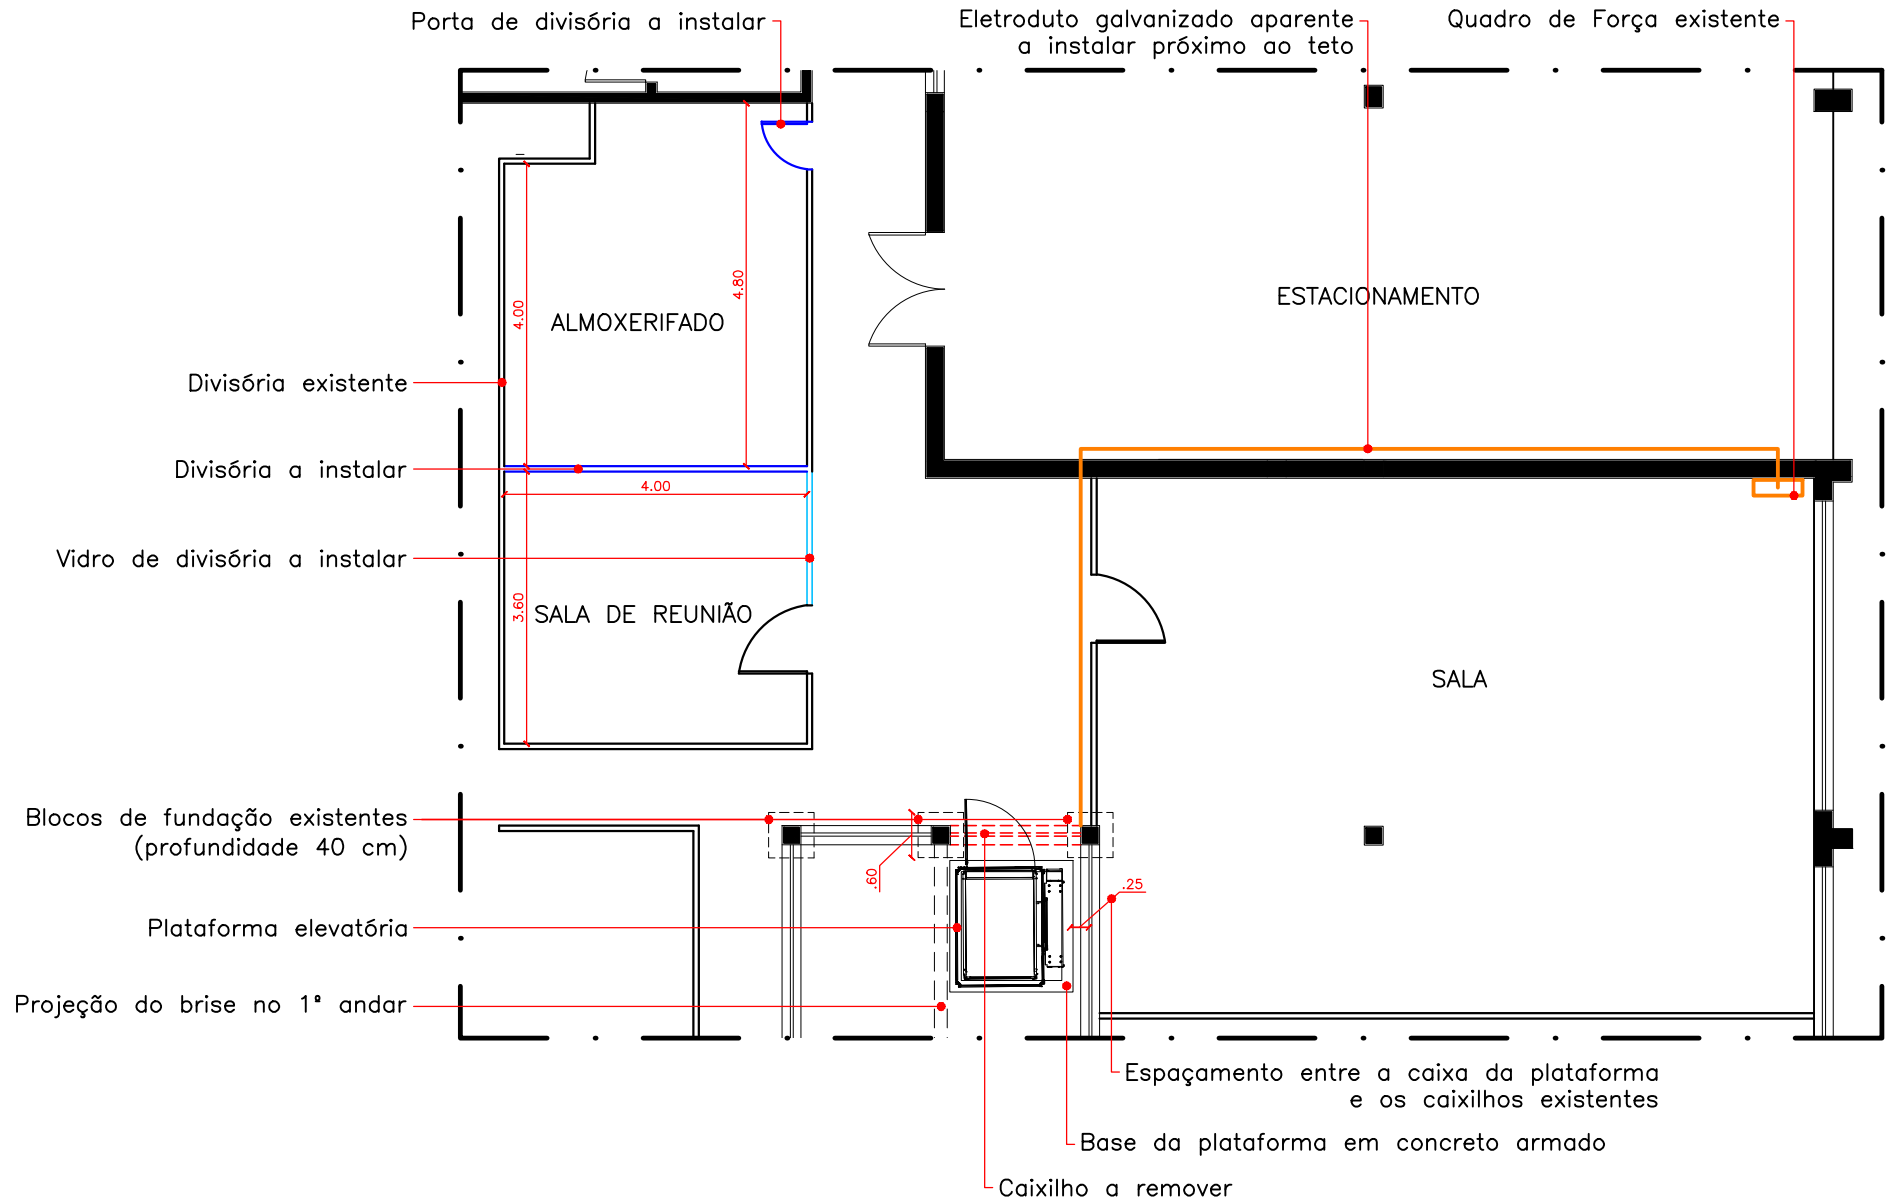 Porta de divisória a instalar
Eletroduto galvanizado aparente
a instalar próximo ao teto
Quadro de Força existente
4.80
4.00
ESTACIONAMENTO
ALMOXERIFADO
Divisória existente
Divisória a instalar
4.00
Vidro de divisória a instalar
3.60
SALA DE REUNIÃO
SALA
Blocos de fundação existentes
(profundidade 40 cm)
.60
.25
Plataforma elevatória
Projeção do brise no 1º andar
Espaçamento entre a caixa da plataforma
e os caixilhos existentes
Base da plataforma em concreto armado
Caixilho a remover